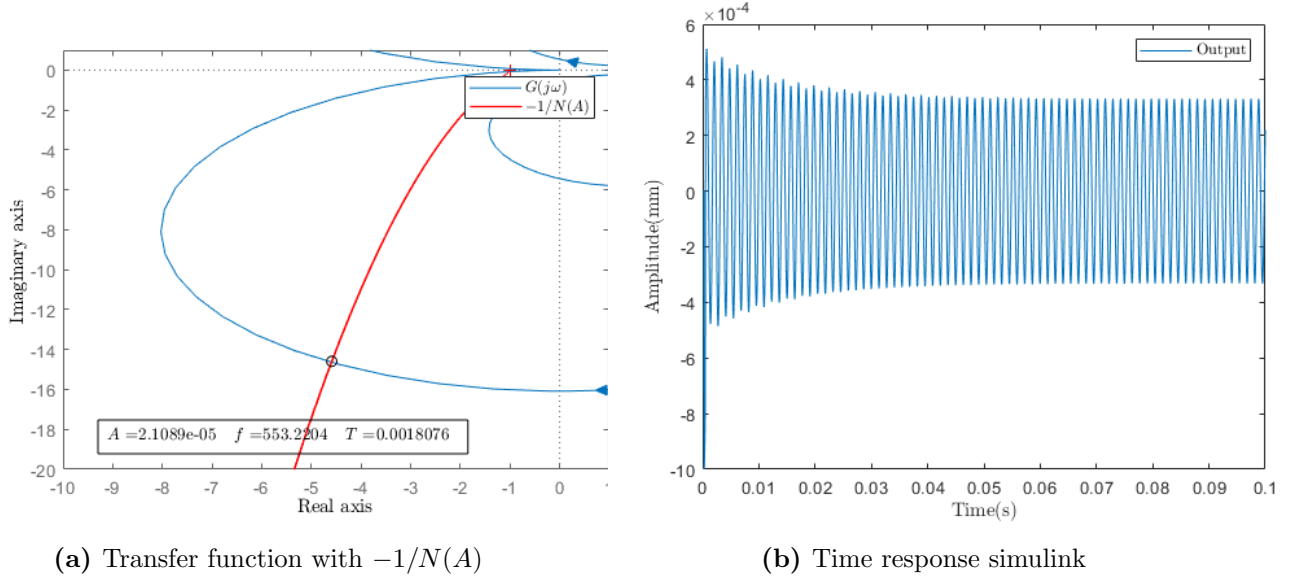 0
-2
-4
-6
-8
-10
-12
-14
-16
-18
-20
-10 -9 -8 -7 -6 -5 -4 -3 -2 -1 0
Imaginary axis
Real axis
G(jω)
−1/N(A)
A =2.1089e-05 f =553.2204 T =0.0018076
×10-4
6
4
2
0
-2
-4
-6
-8
-10
0 0.01 0.02 0.03 0.04 0.05 0.06 0.07 0.08 0.09 0.1
Amplitude(mm)
Time(s)
Output
(a) Transfer function with −1/N(A)
(b) Time response simulink